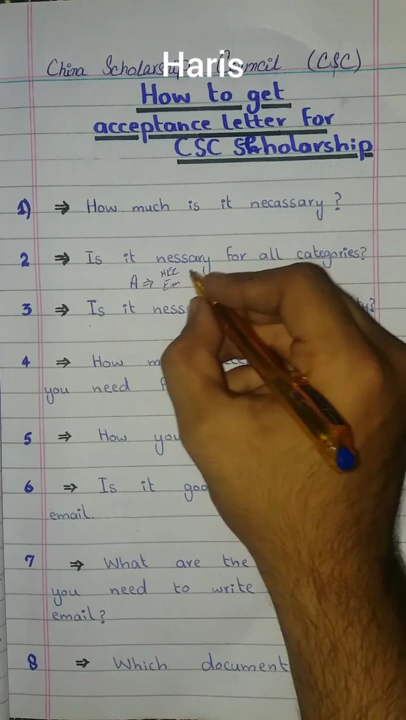 China Scholarship Council (CSC)
Haris
How to get
acceptance letter for
CSC Scholorship
1) ⇒ How much is it necassary?
2 ⇒ Is it nessary for all categories?
A ⇒ HEC
Em
3 ⇒ Is it ness
4 ⇒ How
you need
5 ⇒ How you
6 ⇒ Is it goo
email.
7 ⇒ What are the
you need to write
email?
8 ⇒ Which document